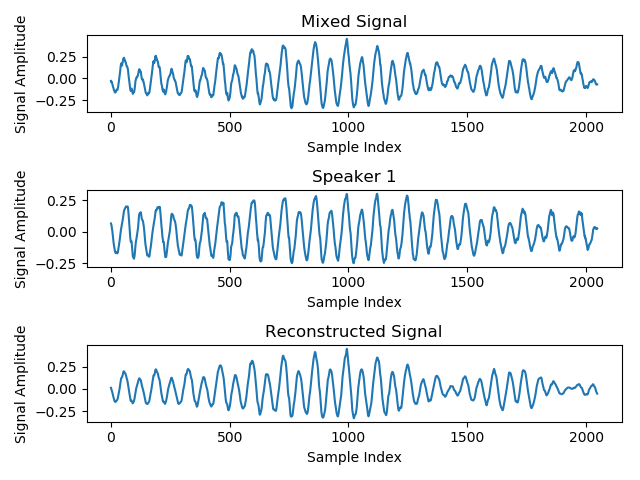 Mixed Signal
Signal Amplitude
0.25
0.00
−0.25
0 500 1000 1500 2000
Sample Index
Speaker 1
Signal Amplitude
0.25
0.00
−0.25
0 500 1000 1500 2000
Sample Index
Reconstructed Signal
Signal Amplitude
0.25
0.00
−0.25
0 500 1000 1500 2000
Sample Index